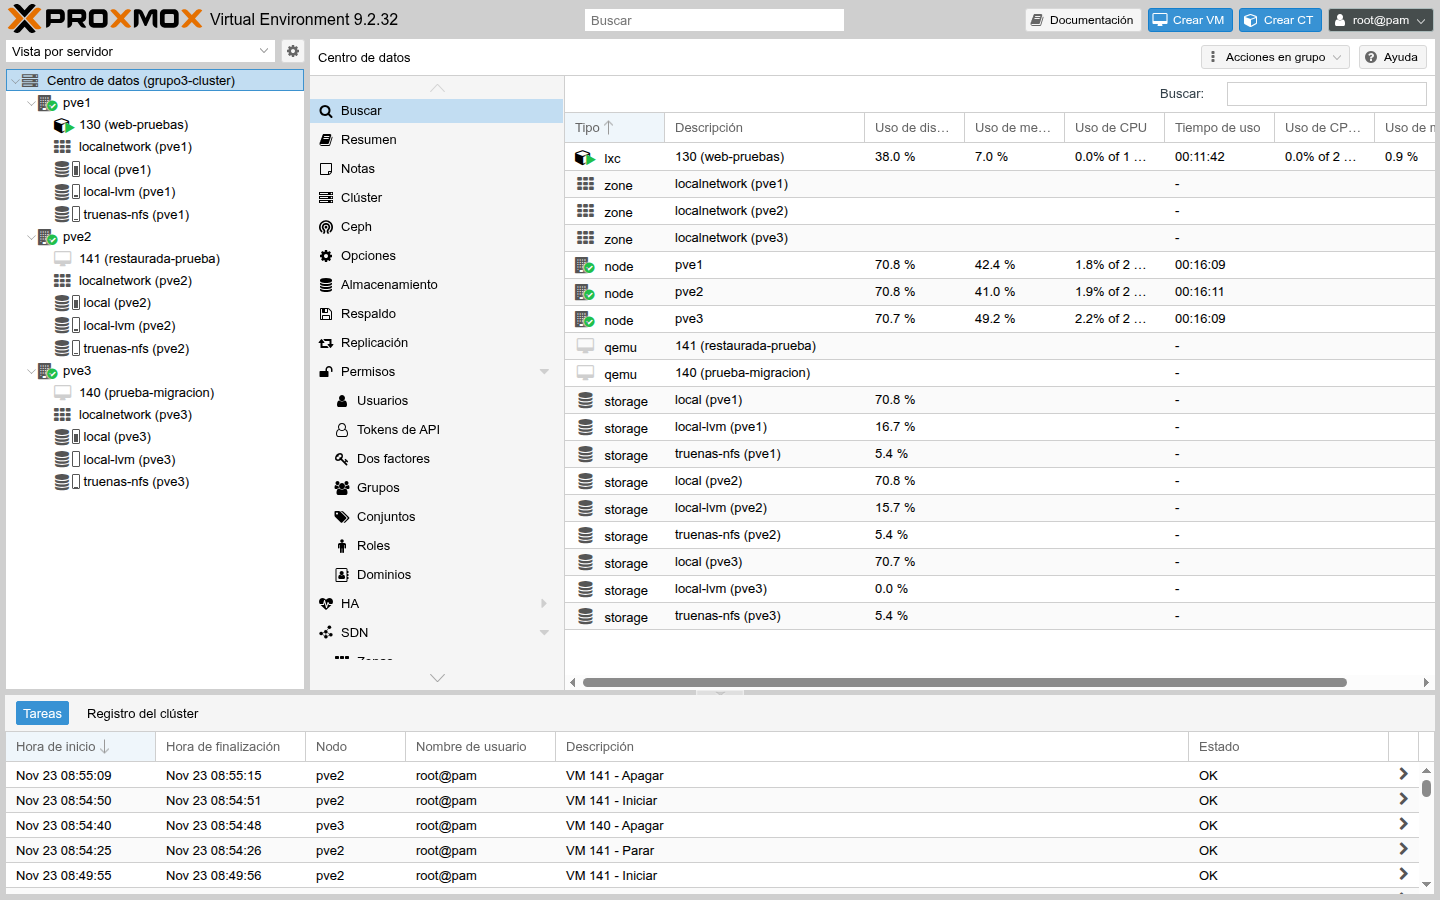 PROXMOX Virtual Environment 9.2.32
Buscar
Documentación
Crear VM
Crear CT
root@pam
Vista por servidor
Centro de datos (grupo3-cluster)
pve1
130 (web-pruebas)
localnetwork (pve1)
local (pve1)
local-lvm (pve1)
truenas-nfs (pve1)
pve2
141 (restaurada-prueba)
localnetwork (pve2)
local (pve2)
local-lvm (pve2)
truenas-nfs (pve2)
pve3
140 (prueba-migracion)
localnetwork (pve3)
local (pve3)
local-lvm (pve3)
truenas-nfs (pve3)
Centro de datos
Acciones en grupo
Ayuda
Buscar
Resumen
Notas
Clúster
Ceph
Opciones
Almacenamiento
Respaldo
Replicación
Permisos
Usuarios
Tokens de API
Dos factores
Grupos
Conjuntos
Roles
Dominios
HA
SDN
Zonas
Buscar:
Tipo Descripción Uso de dis... Uso de me... Uso de CPU Tiempo de uso Uso de CP... Uso de m
lxc 130 (web-pruebas) 38.0 % 7.0 % 0.0% of 1 ... 00:11:42 0.0% of 2 ... 0.9 %
zone localnetwork (pve1) -
zone localnetwork (pve2) -
zone localnetwork (pve3) -
node pve1 70.8 % 42.4 % 1.8% of 2 ... 00:16:09
node pve2 70.8 % 41.0 % 1.9% of 2 ... 00:16:11
node pve3 70.7 % 49.2 % 2.2% of 2 ... 00:16:09
qemu 141 (restaurada-prueba) -
qemu 140 (prueba-migracion) -
storage local (pve1) 70.8 % -
storage local-lvm (pve1) 16.7 % -
storage truenas-nfs (pve1) 5.4 % -
storage local (pve2) 70.8 % -
storage local-lvm (pve2) 15.7 % -
storage truenas-nfs (pve2) 5.4 % -
storage local (pve3) 70.7 % -
storage local-lvm (pve3) 0.0 % -
storage truenas-nfs (pve3) 5.4 % -
Tareas
Registro del clúster
Hora de inicio Hora de finalización Nodo Nombre de usuario Descripción Estado
Nov 23 08:55:09 Nov 23 08:55:15 pve2 root@pam VM 141 - Apagar OK
Nov 23 08:54:50 Nov 23 08:54:51 pve2 root@pam VM 141 - Iniciar OK
Nov 23 08:54:40 Nov 23 08:54:48 pve3 root@pam VM 140 - Apagar OK
Nov 23 08:54:25 Nov 23 08:54:26 pve2 root@pam VM 141 - Parar OK
Nov 23 08:49:55 Nov 23 08:49:56 pve2 root@pam VM 141 - Iniciar OK